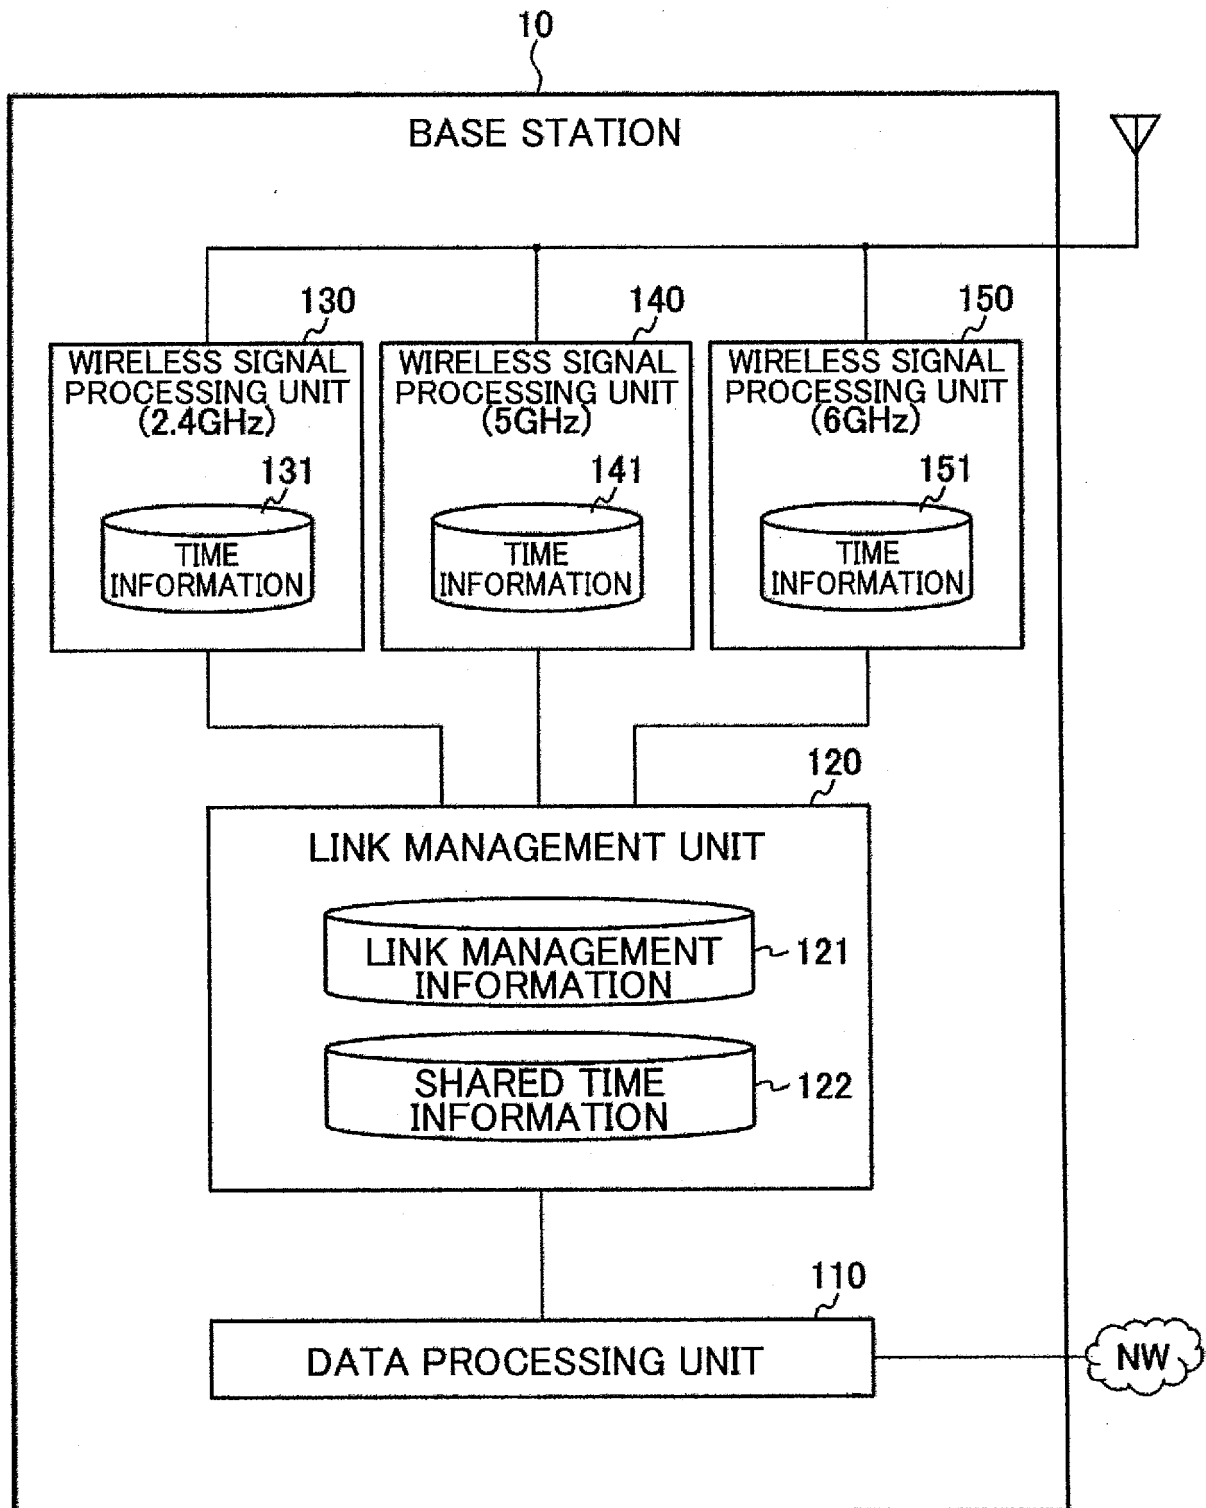 10
BASE STATION
130
WIRELESS SIGNAL
PROCESSING UNIT
(2.4GHz)
131
TIME
INFORMATION
140
WIRELESS SIGNAL
PROCESSING UNIT
(5GHz)
141
TIME
INFORMATION
150
WIRELESS SIGNAL
PROCESSING UNIT
(6GHz)
151
TIME
INFORMATION
120
LINK MANAGEMENT UNIT
LINK MANAGEMENT
INFORMATION
121
SHARED TIME
INFORMATION
122
110
DATA PROCESSING UNIT
NW